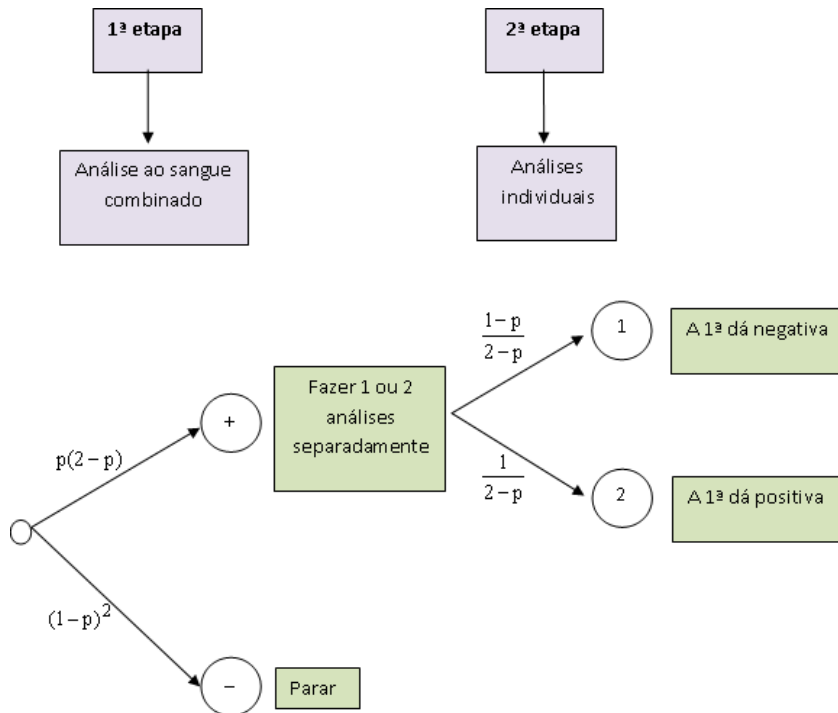 1ª etapa
2ª etapa
Análise ao sangue
combinado
Análises
individuais
p(2−p)
+
Fazer 1 ou 2
análises
separadamente
1−p
2−p
1
A 1ª dá negativa
1
2−p
2
A 1ª dá positiva
(1−p)²
−
Parar